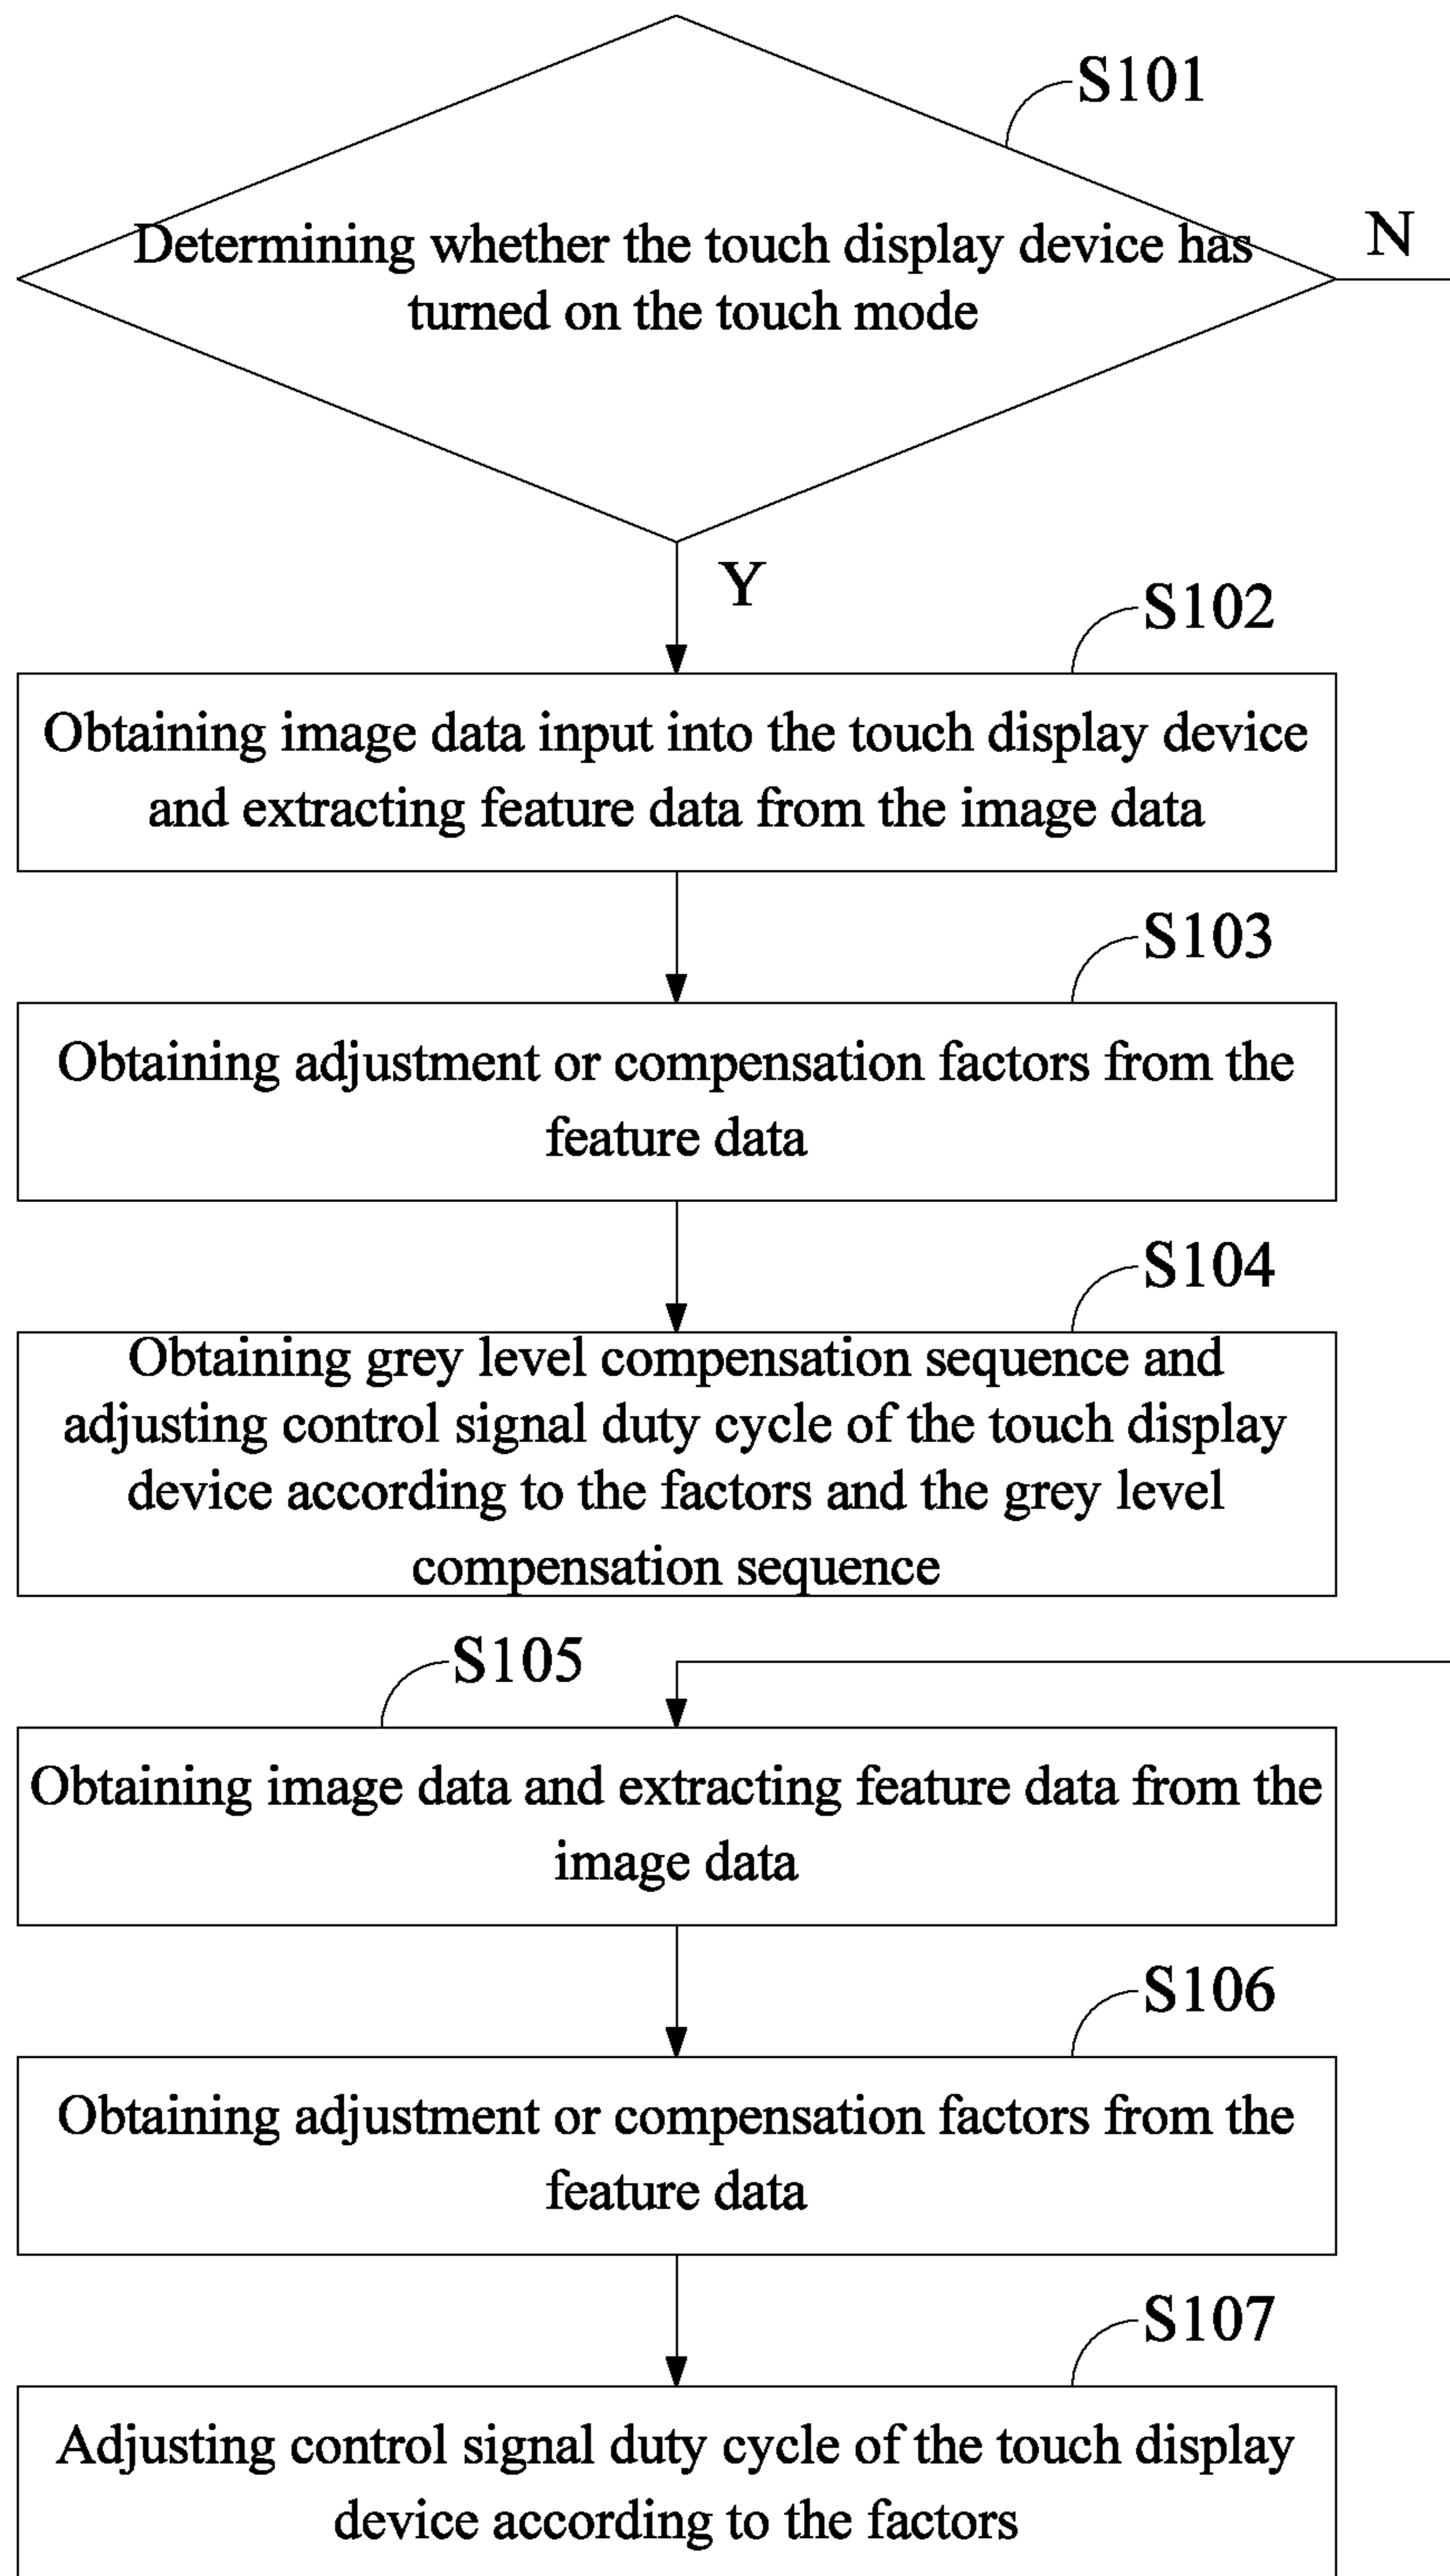 S101
Determining whether the touch display device has
turned on the touch mode
N
Y
S102
Obtaining image data input into the touch display device
and extracting feature data from the image data
S103
Obtaining adjustment or compensation factors from the
feature data
S104
Obtaining grey level compensation sequence and
adjusting control signal duty cycle of the touch display
device according to the factors and the grey level
compensation sequence
S105
Obtaining image data and extracting feature data from the
image data
S106
Obtaining adjustment or compensation factors from the
feature data
S107
Adjusting control signal duty cycle of the touch display
device according to the factors